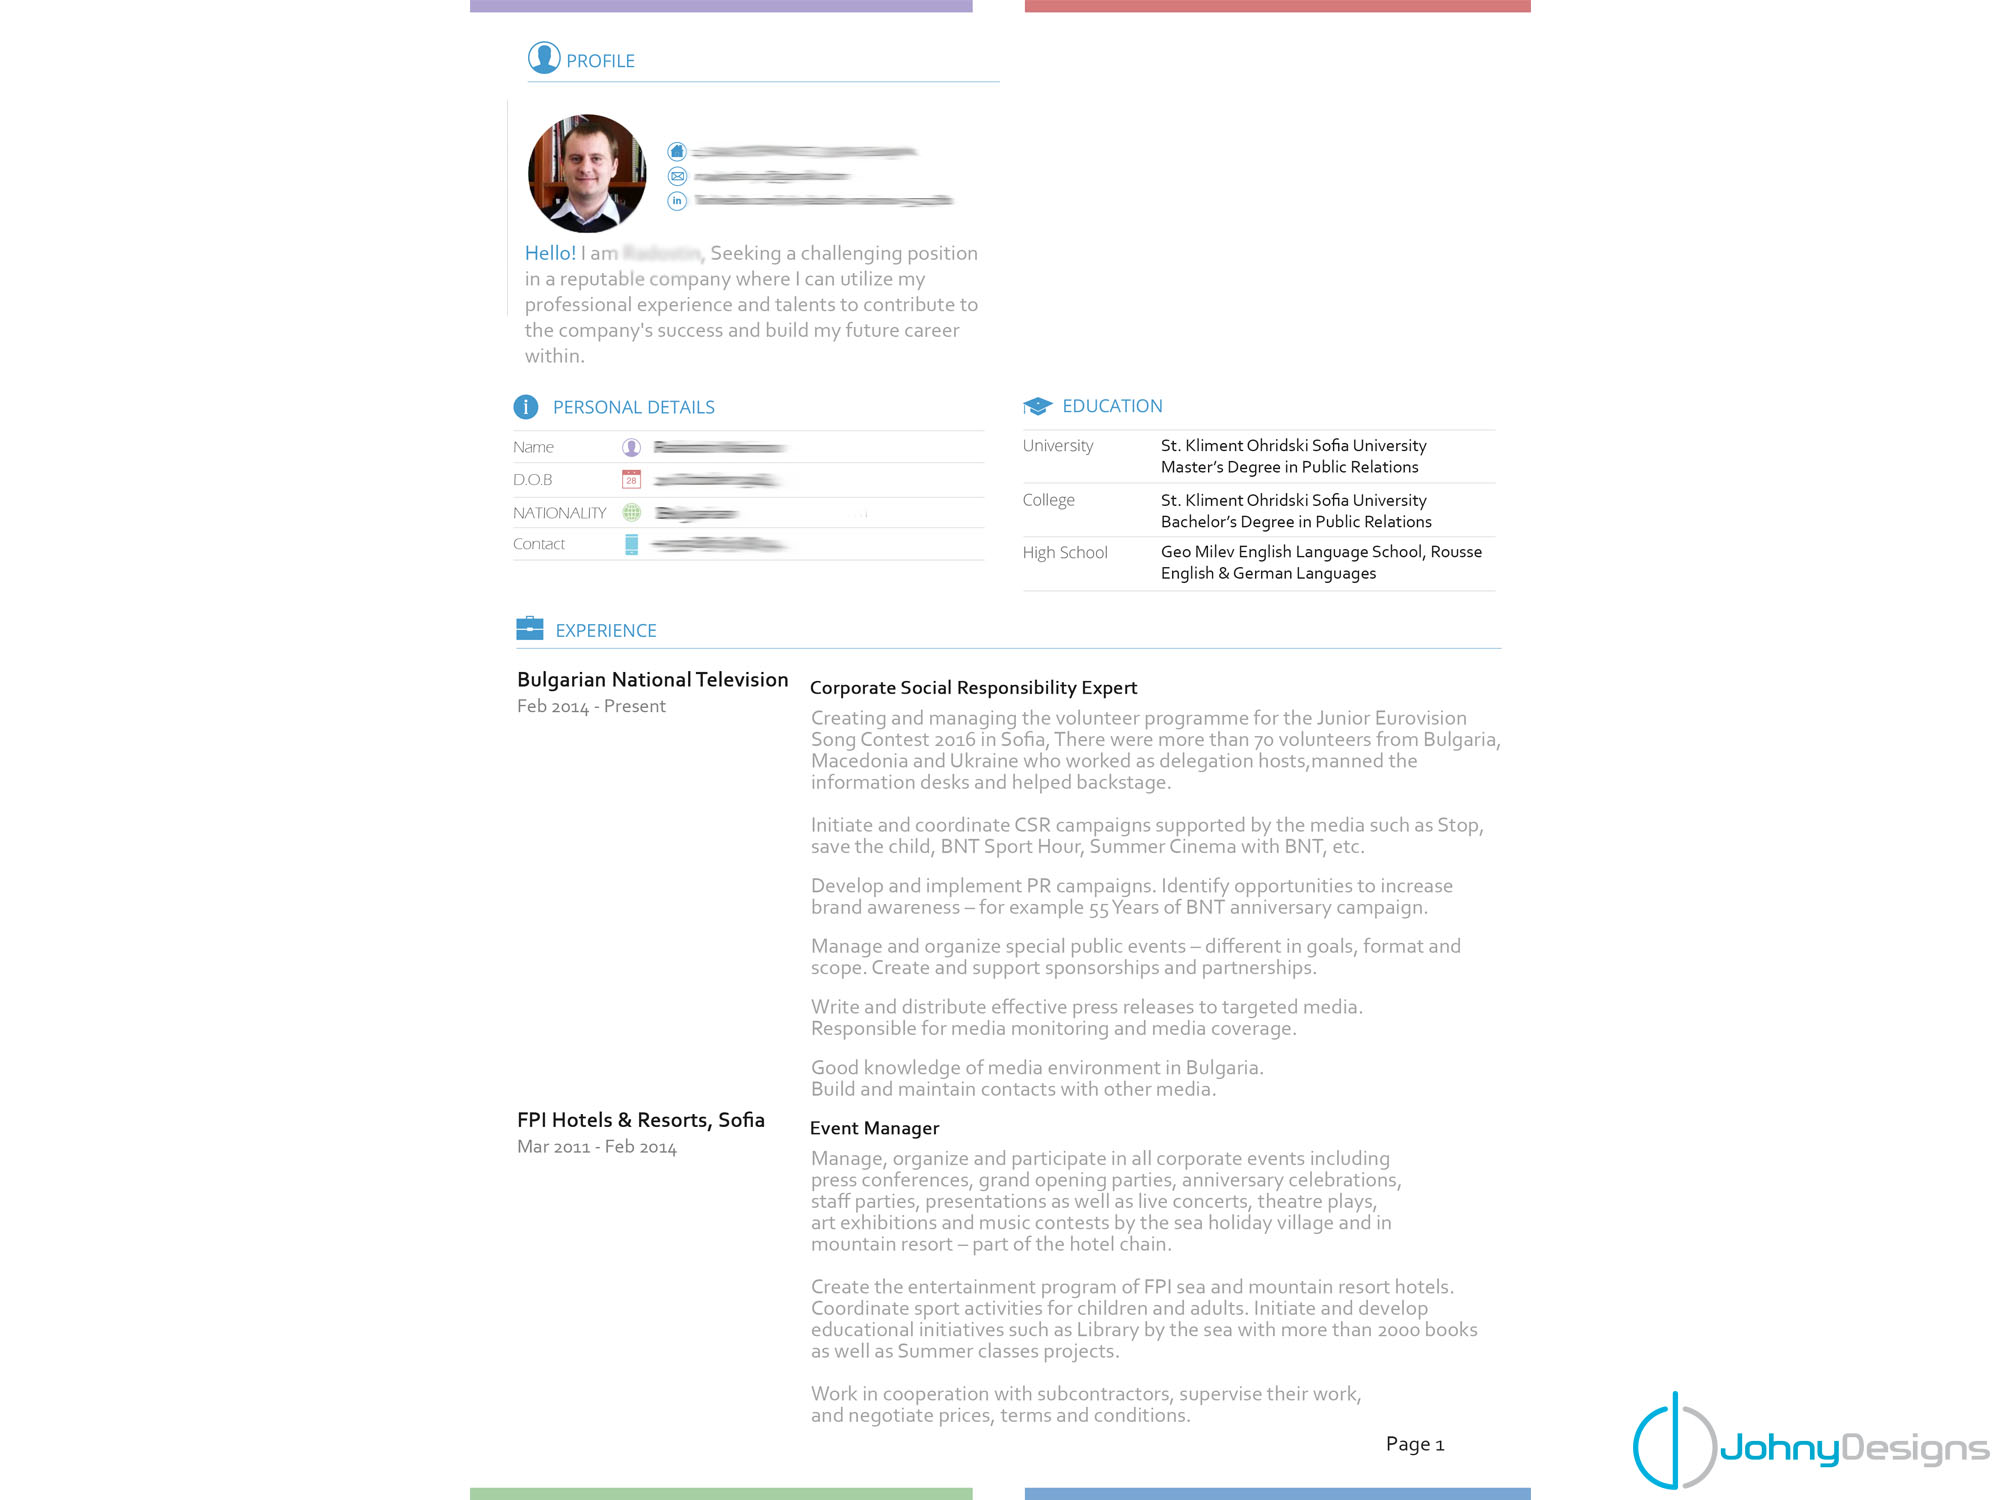 PROFILE
Hello! I am , Seeking a challenging position
in a reputable company where I can utilize my
professional experience and talents to contribute to
the company's success and build my future career
within.
PERSONAL DETAILS
Name
D.O.B
28
NATIONALITY
Contact
EDUCATION
University
St. Kliment Ohridski Sofia University
Master’s Degree in Public Relations
College
St. Kliment Ohridski Sofia University
Bachelor’s Degree in Public Relations
High School
Geo Milev English Language School, Rousse
English & German Languages
EXPERIENCE
Bulgarian National Television
Feb 2014 - Present
Corporate Social Responsibility Expert
Creating and managing the volunteer programme for the Junior Eurovision
Song Contest 2016 in Sofia, There were more than 70 volunteers from Bulgaria,
Macedonia and Ukraine who worked as delegation hosts,manned the
information desks and helped backstage.
Initiate and coordinate CSR campaigns supported by the media such as Stop,
save the child, BNT Sport Hour, Summer Cinema with BNT, etc.
Develop and implement PR campaigns. Identify opportunities to increase
brand awareness – for example 55 Years of BNT anniversary campaign.
Manage and organize special public events – different in goals, format and
scope. Create and support sponsorships and partnerships.
Write and distribute effective press releases to targeted media.
Responsible for media monitoring and media coverage.
Good knowledge of media environment in Bulgaria.
Build and maintain contacts with other media.
FPI Hotels & Resorts, Sofia
Mar 2011 - Feb 2014
Event Manager
Manage, organize and participate in all corporate events including
press conferences, grand opening parties, anniversary celebrations,
staff parties, presentations as well as live concerts, theatre plays,
art exhibitions and music contests by the sea holiday village and in
mountain resort – part of the hotel chain.
Create the entertainment program of FPI sea and mountain resort hotels.
Coordinate sport activities for children and adults. Initiate and develop
educational initiatives such as Library by the sea with more than 2000 books
as well as Summer classes projects.
Work in cooperation with subcontractors, supervise their work,
and negotiate prices, terms and conditions.
Page 1
JohnyDesigns